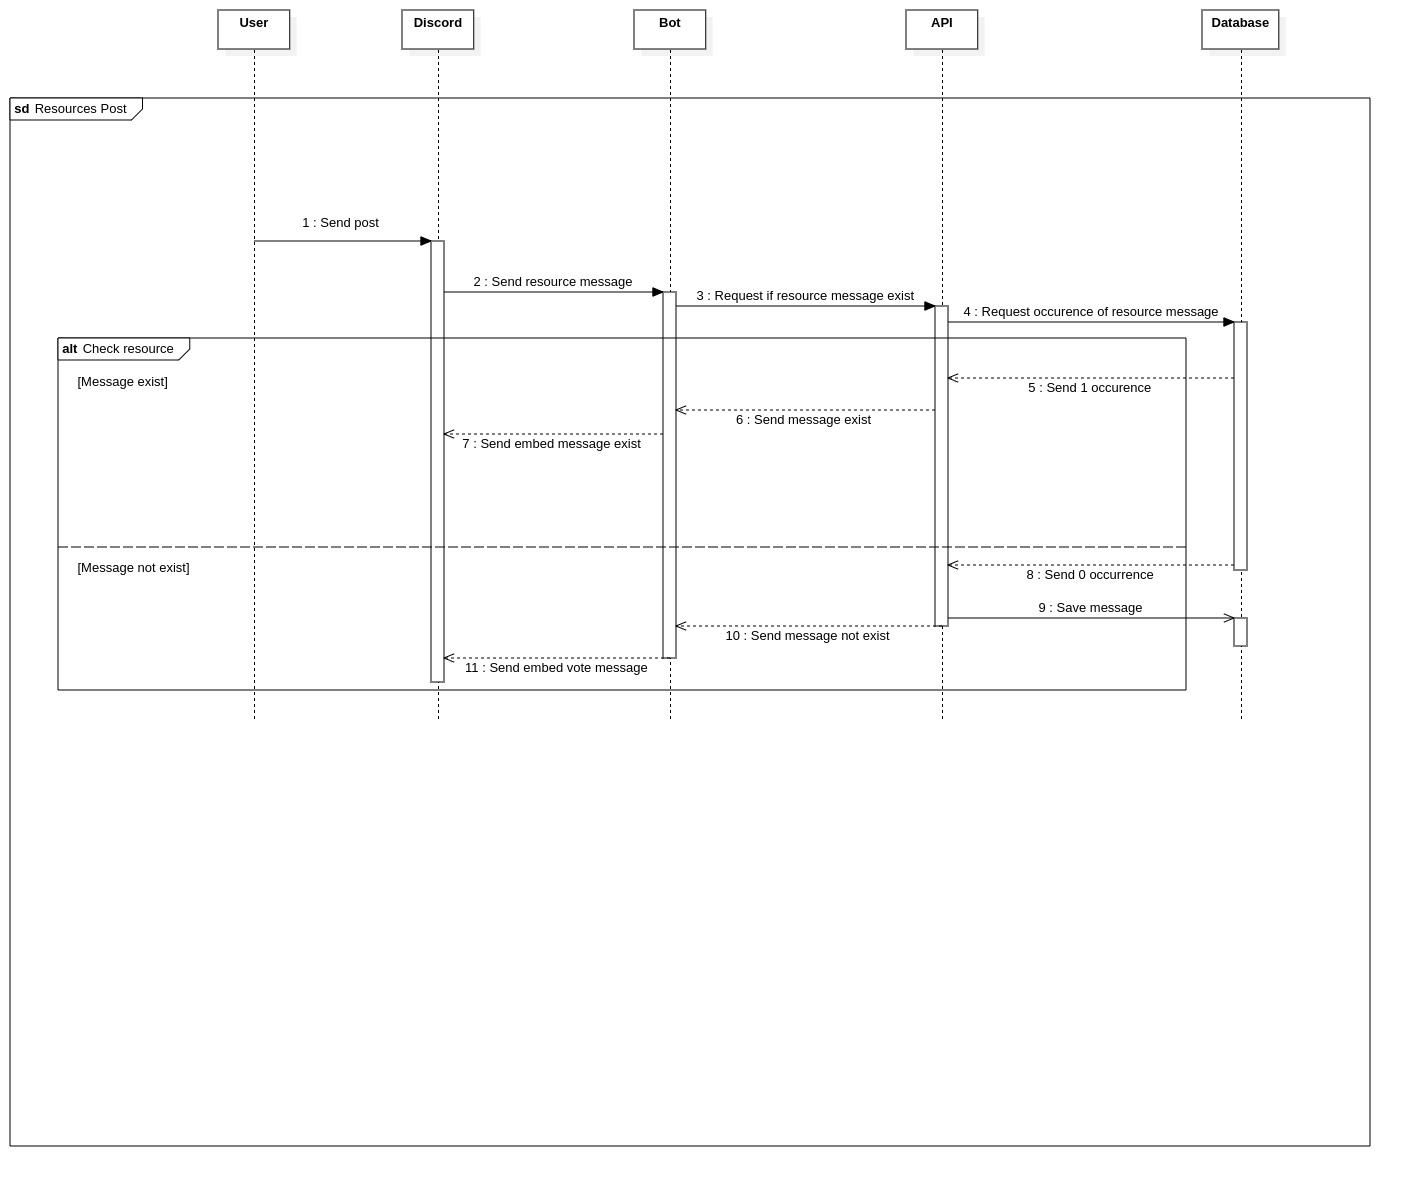 User
Discord
Bot
API
Database
sd Resources Post
1 : Send post
2 : Send resource message
3 : Request if resource message exist
4 : Request occurence of resource message
alt Check resource
[Message exist]
5 : Send 1 occurence
6 : Send message exist
7 : Send embed message exist
[Message not exist]
8 : Send 0 occurrence
9 : Save message
10 : Send message not exist
11 : Send embed vote message